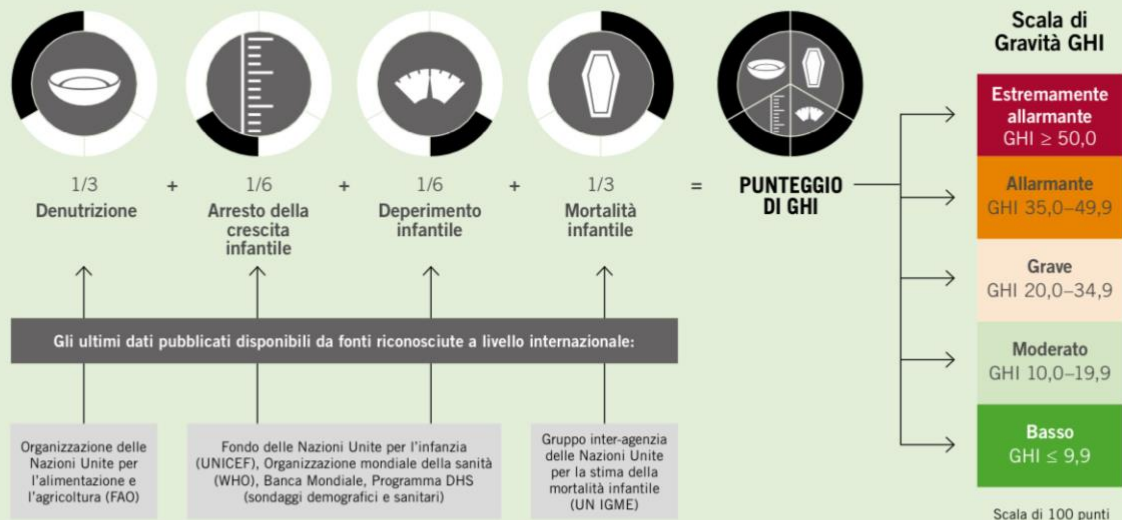 1/3
+
1/6
+
1/6
+
1/3
=
PUNTEGGIO
DI GHI
Denutrizione
Arresto della
crescita
infantile
Deperimento
infantile
Mortalità
infantile
Gli ultimi dati pubblicati disponibili da fonti riconosciute a livello internazionale:
Organizzazione delle
Nazioni Unite per
l'alimentazione e
l'agricoltura (FAO)
Fondo delle Nazioni Unite per l'infanzia
(UNICEF), Organizzazione mondiale della sanità
(WHO), Banca Mondiale, Programma DHS
(sondaggi demografici e sanitari)
Gruppo inter-agenzia
delle Nazioni Unite
per la stima della
mortalità infantile
(UN IGME)
Scala di
Gravità GHI
Estremamente
allarmante
GHI ≥ 50,0
Allarmante
GHI 35,0–49,9
Grave
GHI 20,0–34,9
Moderato
GHI 10,0–19,9
Basso
GHI ≤ 9,9
Scala di 100 punti